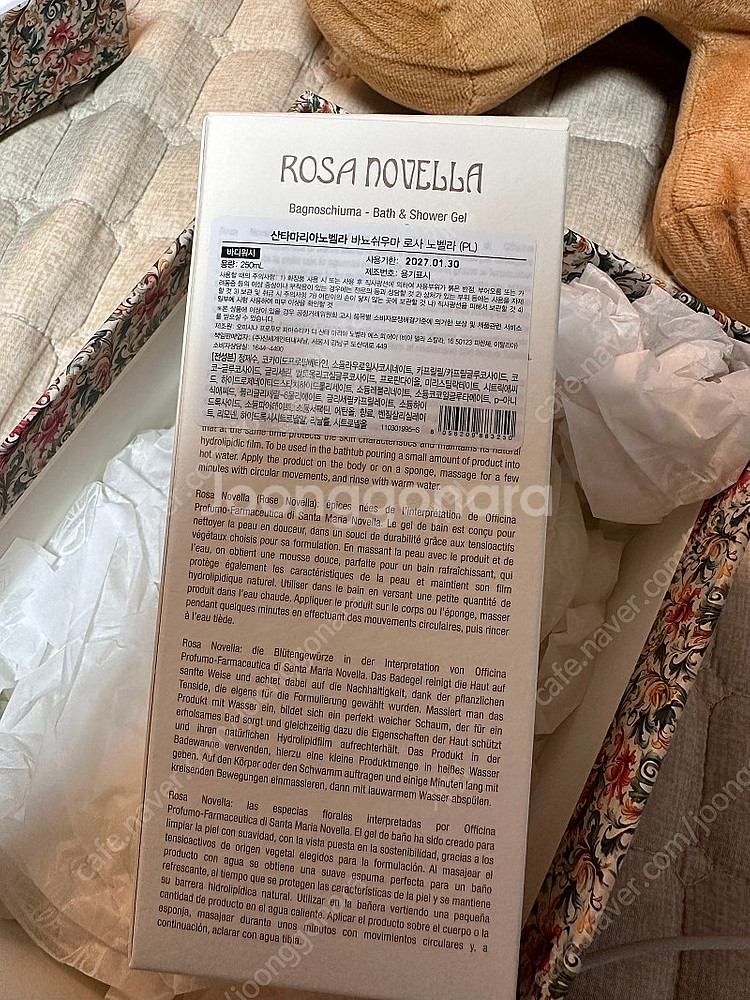 ROSA NOVELLA
Bagnoschiuma - Bath & Shower Gel
산타마리아노벨라 바뇨쉬우마 로사 노벨라 (PL)
바디워시
사용기한: 2027.01.30
용량: 250mL
제조번호: 용기표시
소비자상담실: 1644-4490
110301995-S
that at the same time protects the skin characteristics and maintains its natural
hydrolipidic film. To be used in the bathtub pouring a small amount of product into
hot water. Apply the product on the body or on a sponge, massage for a few
minutes with circular movements, and rinse with warm water.
Rosa Novella (Rose Novella): épices nées de l'interprétation de Officina
Profumo-Farmaceutica di Santa Maria Novella. Le gel de bain est conçu pour
nettoyer la peau en douceur, dans un souci de durabilité grâce aux tensioactifs
végétaux choisis pour sa formulation. En massant la peau avec le produit et de
l'eau, on obtient une mousse douce, parfaite pour un bain rafraîchissant, qui
protège également les caractéristiques de la peau et maintient son film
hydrolipidique naturel. Utiliser dans le bain en versant une petite quantité de
produit dans l'eau chaude. Appliquer le produit sur le corps ou l'éponge, masser
pendant quelques minutes en effectuant des mouvements circulaires, puis rincer
à l'eau tiède.
Rosa Novella: die Blütengewürze in der Interpretation von Officina
Profumo-Farmaceutica di Santa Maria Novella. Das Badegel reinigt die Haut auf
sanfte Weise und achtet dabei auf die Nachhaltigkeit, dank der pflanzlichen
Tenside, die eigens für die Formulierung gewählt wurden. Massiert man das
Produkt mit Wasser ein, bildet sich ein perfekt weicher Schaum, der für ein
erholsames Bad sorgt und gleichzeitig dazu die Eigenschaften der Haut schützt
und ihren natürlichen Hydrolipidfilm aufrechterhält. Das Produkt in der
Badewanne verwenden, hierzu eine kleine Produktmenge in heißes Wasser
geben. Auf den Körper oder den Schwamm auftragen und einige Minuten lang mit
kreisenden Bewegungen einmassieren, dann mit lauwarmem Wasser abspülen.
Rosa Novella: las especias florales interpretadas por Officina
Profumo-Farmaceutica di Santa Maria Novella. El gel de baño ha sido creado para
limpiar la piel con suavidad, con la vista puesta en la sostenibilidad, gracias a los
tensioactivos de origen vegetal elegidos para la formulación. Al masajear el
producto con agua se obtiene una suave espuma perfecta para un baño
refrescante, al tiempo que se protegen las características de la piel y se mantiene
su barrera hidrolipídica natural. Utilizar en la bañera vertiendo una pequeña
cantidad de producto en el agua caliente. Aplicar el producto sobre el cuerpo o la
esponja, masajear durante unos minutos con movimientos circulares y, a
continuación, aclarar con agua tibia.
joonggonara
cafe.naver.com/joonggonara